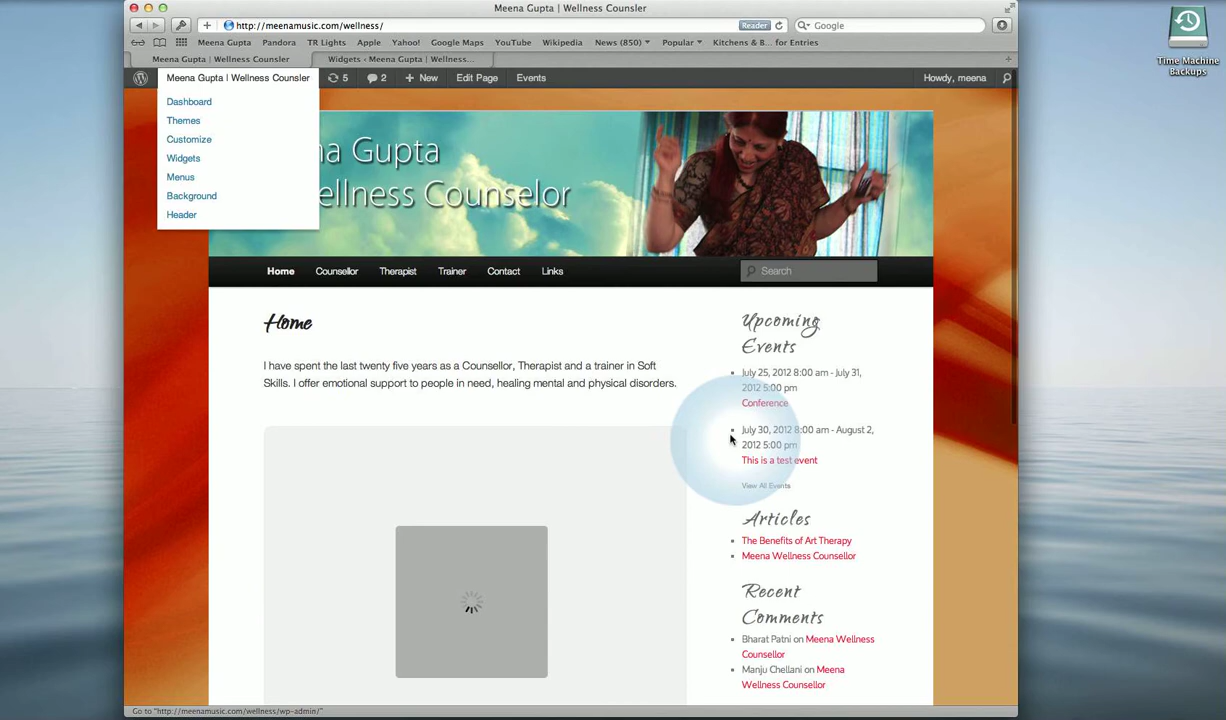 Meena Gupta | Wellness Counsler
http://meenamusic.com/wellness/
Reader
Google
Meena Gupta Pandora TR Lights Apple Yahoo! Google Maps YouTube Wikipedia News (850) Popular Kitchens & B... for Entries
Meena Gupta | Wellness Counsler
Widgets ‹ Meena Gupta | Wellness...
Meena Gupta | Wellness Counsler 5 2 New Edit Page Events Howdy, meena
Dashboard
Themes
Customize
Widgets
Menus
Background
Header
na Gupta
ellness Counselor
Home Counsellor Therapist Trainer Contact Links Search
Home
I have spent the last twenty five years as a Counsellor, Therapist and a trainer in Soft
Skills. I offer emotional support to people in need, healing mental and physical disorders.
Upcoming
Events
July 25, 2012 8:00 am - July 31,
2012 5:00 pm
Conference
July 30, 2012 8:00 am - August 2,
2012 5:00 pm
This is a test event
View All Events
Articles
The Benefits of Art Therapy
Meena Wellness Counsellor
Recent
Comments
Bharat Patni on Meena Wellness
Counsellor
Manju Chellani on Meena
Wellness Counsellor
Go to "http://meenamusic.com/wellness/wp-admin/"
Time Machine
Backups